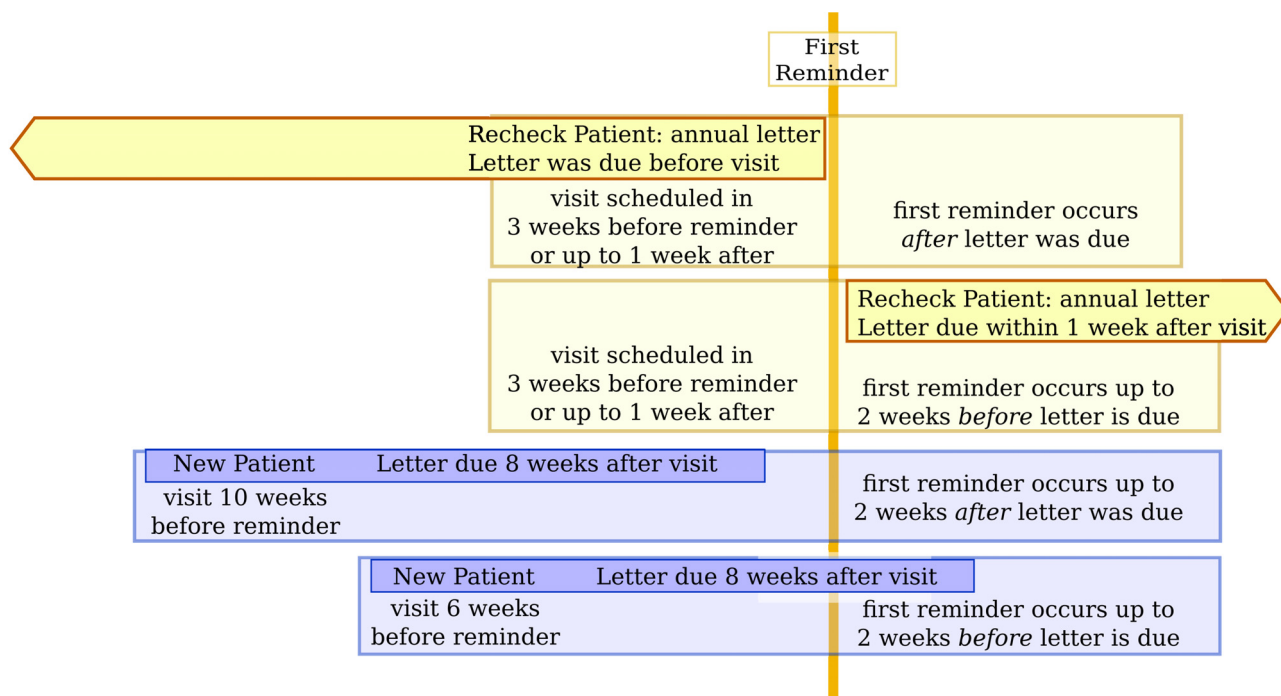 First
Reminder
Recheck Patient: annual letter
Letter was due before visit
visit scheduled in
3 weeks before reminder
or up to 1 week after
first reminder occurs
after letter was due
Recheck Patient: annual letter
Letter due within 1 week after visit
visit scheduled in
3 weeks before reminder
or up to 1 week after
first reminder occurs up to
2 weeks before letter is due
New Patient Letter due 8 weeks after visit
visit 10 weeks
before reminder
first reminder occurs up to
2 weeks after letter was due
New Patient Letter due 8 weeks after visit
visit 6 weeks
before reminder
first reminder occurs up to
2 weeks before letter is due